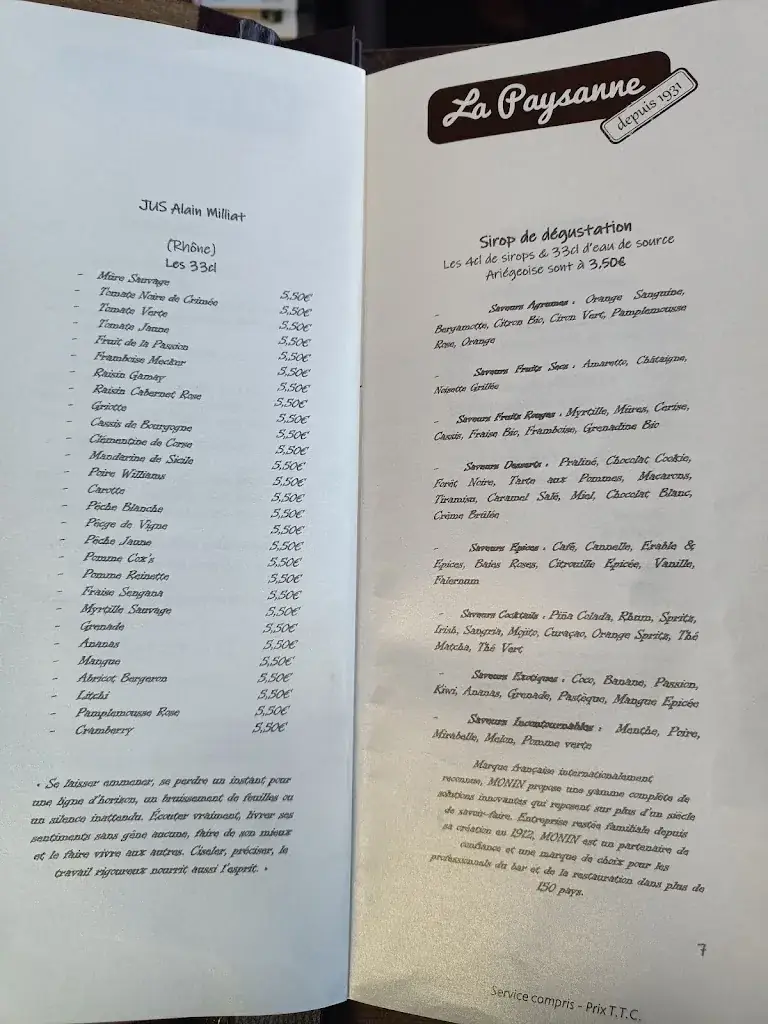 JUS Alain Milliat
(Rhône)
Les 33cl
- Mûre Sauvage 5,50€
- Tomate Noire de Crimée 5,50€
- Tomate Verte 5,50€
- Tomate Jaune 5,50€
- Fruit de la Passion 5,50€
- Framboise Mecker 5,50€
- Raisin Gamay 5,50€
- Raisin Cabernet Rose 5,50€
- Griotte 5,50€
- Cassis de Bourgogne 5,50€
- Clémentine de Corse 5,50€
- Mandarine de Sicile 5,50€
- Poire Williams 5,50€
- Carotte 5,50€
- Pêche Blanche 5,50€
- Pêcge de Vigne 5,50€
- Pêche Jaune 5,50€
- Pomme Cox's 5,50€
- Pomme Reinette 5,50€
- Fraise Sengana 5,50€
- Myrtille Sauvage 5,50€
- Grenade 5,50€
- Ananas 5,50€
- Mangue 5,50€
- Abricot Bergeron 5,50€
- Litchi 5,50€
- Pamplemousse Rose 5,50€
- Cramberry 5,50€
« Se laisser emmener, se perdre un instant pour
une ligne d'horizon, un bruissement de feuilles ou
un silence inattendu. Écouter vraiment, livrer ses
sentiments sans gêne aucune, faire de son mieux
et le faire vivre aux autres. Ciseler, préciser, le
travail rigoureux nourrit aussi l'esprit. »
La Paysanne
depuis 1931
Sirop de dégustation
Les 4cl de sirops & 33cl d'eau de source
Ariégeoise sont à 3,50€
- Saveurs Agrumes : Orange Sanguine,
Bergamotte, Citron Bio, Ciron Vert, Pamplemousse
Rose, Orange
- Saveurs Fruits Secs : Amaretto, Châtaigne,
Noisette Grillée
- Saveurs Fruits Rouges : Myrtille, Mûres, Cerise,
Cassis, Fraise Bio, Framboise, Grenadine Bio
- Saveurs Desserts : Praliné, Chocolat Cookie,
Forêt Noire, Tarte aux Pommes, Macarons,
Tiramisu, Caramel Salé, Miel, Chocolat Blanc,
Crème Brûlée
- Saveurs Epices : Café, Cannelle, Erable &
Epices, Baies Roses, Citrouille Epicée, Vanille,
Falernum
- Saveurs Cocktails : Piña Colada, Rhum, Spritz,
Irish, Sangria, Mojito, Curaçao, Orange Spritz, Thé
Matcha, Thé Vert
- Saveurs Exotiques : Coco, Banane, Passion,
Kiwi, Ananas, Grenade, Pastèque, Mangue Epicée
- Saveurs Incontournables : Menthe, Poire,
Mirabelle, Melon, Pomme verte
Marque française internationalement
reconnue, MONIN propose une gamme complète de
solutions innovantes qui reposent sur plus d'un siècle
de savoir-faire. Entreprise restée familiale depuis
sa création en 1912, MONIN est un partenaire de
confiance et une marque de choix pour les
professionnals du bar et de la restauration dans plus de
150 pays.
7
Service compris - Prix T.T.C.